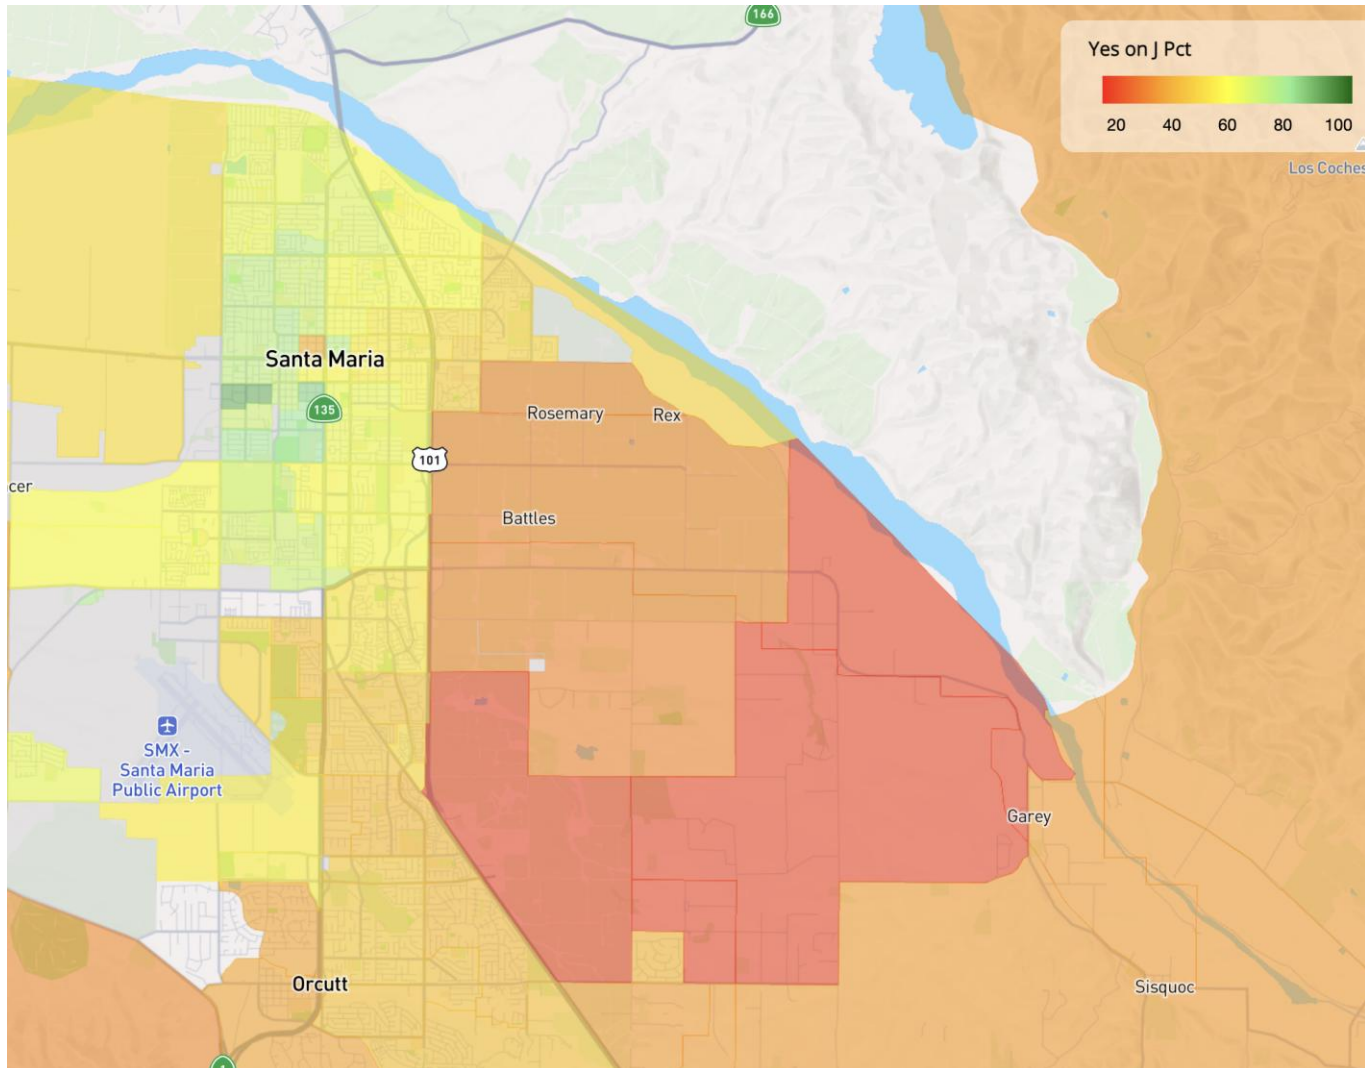 166
Yes on J Pct
20 40 60 80 100
Los Coches
Santa Maria
135
Rosemary
Rex
101
cer
Battles
SMX -
Santa Maria
Public Airport
Garey
Orcutt
Sisquoc
1